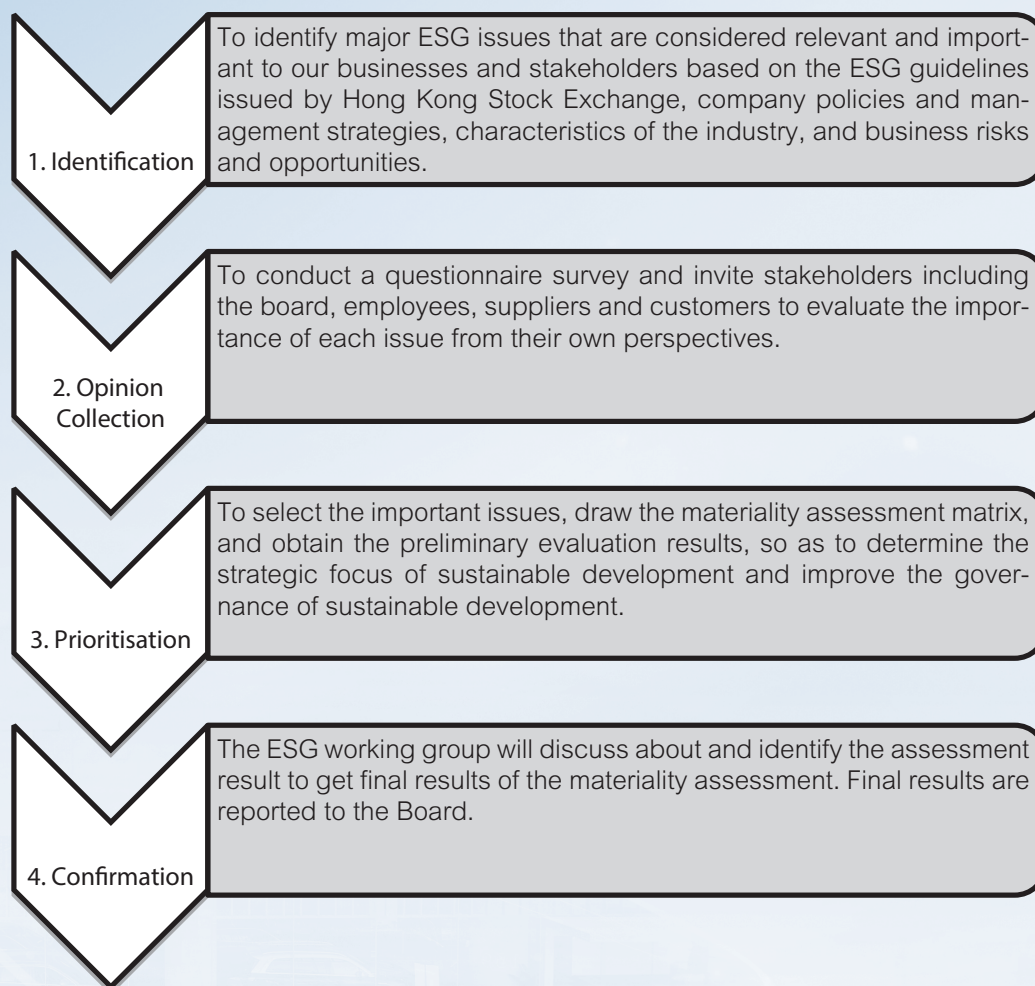 1. Identification
To identify major ESG issues that are considered relevant and import-
ant to our businesses and stakeholders based on the ESG guidelines
issued by Hong Kong Stock Exchange, company policies and man-
agement strategies, characteristics of the industry, and business risks
and opportunities.
2. Opinion
Collection
To conduct a questionnaire survey and invite stakeholders including
the board, employees, suppliers and customers to evaluate the impor-
tance of each issue from their own perspectives.
3. Prioritisation
To select the important issues, draw the materiality assessment matrix,
and obtain the preliminary evaluation results, so as to determine the
strategic focus of sustainable development and improve the gover-
nance of sustainable development.
4. Confirmation
The ESG working group will discuss about and identify the assessment
result to get final results of the materiality assessment. Final results are
reported to the Board.